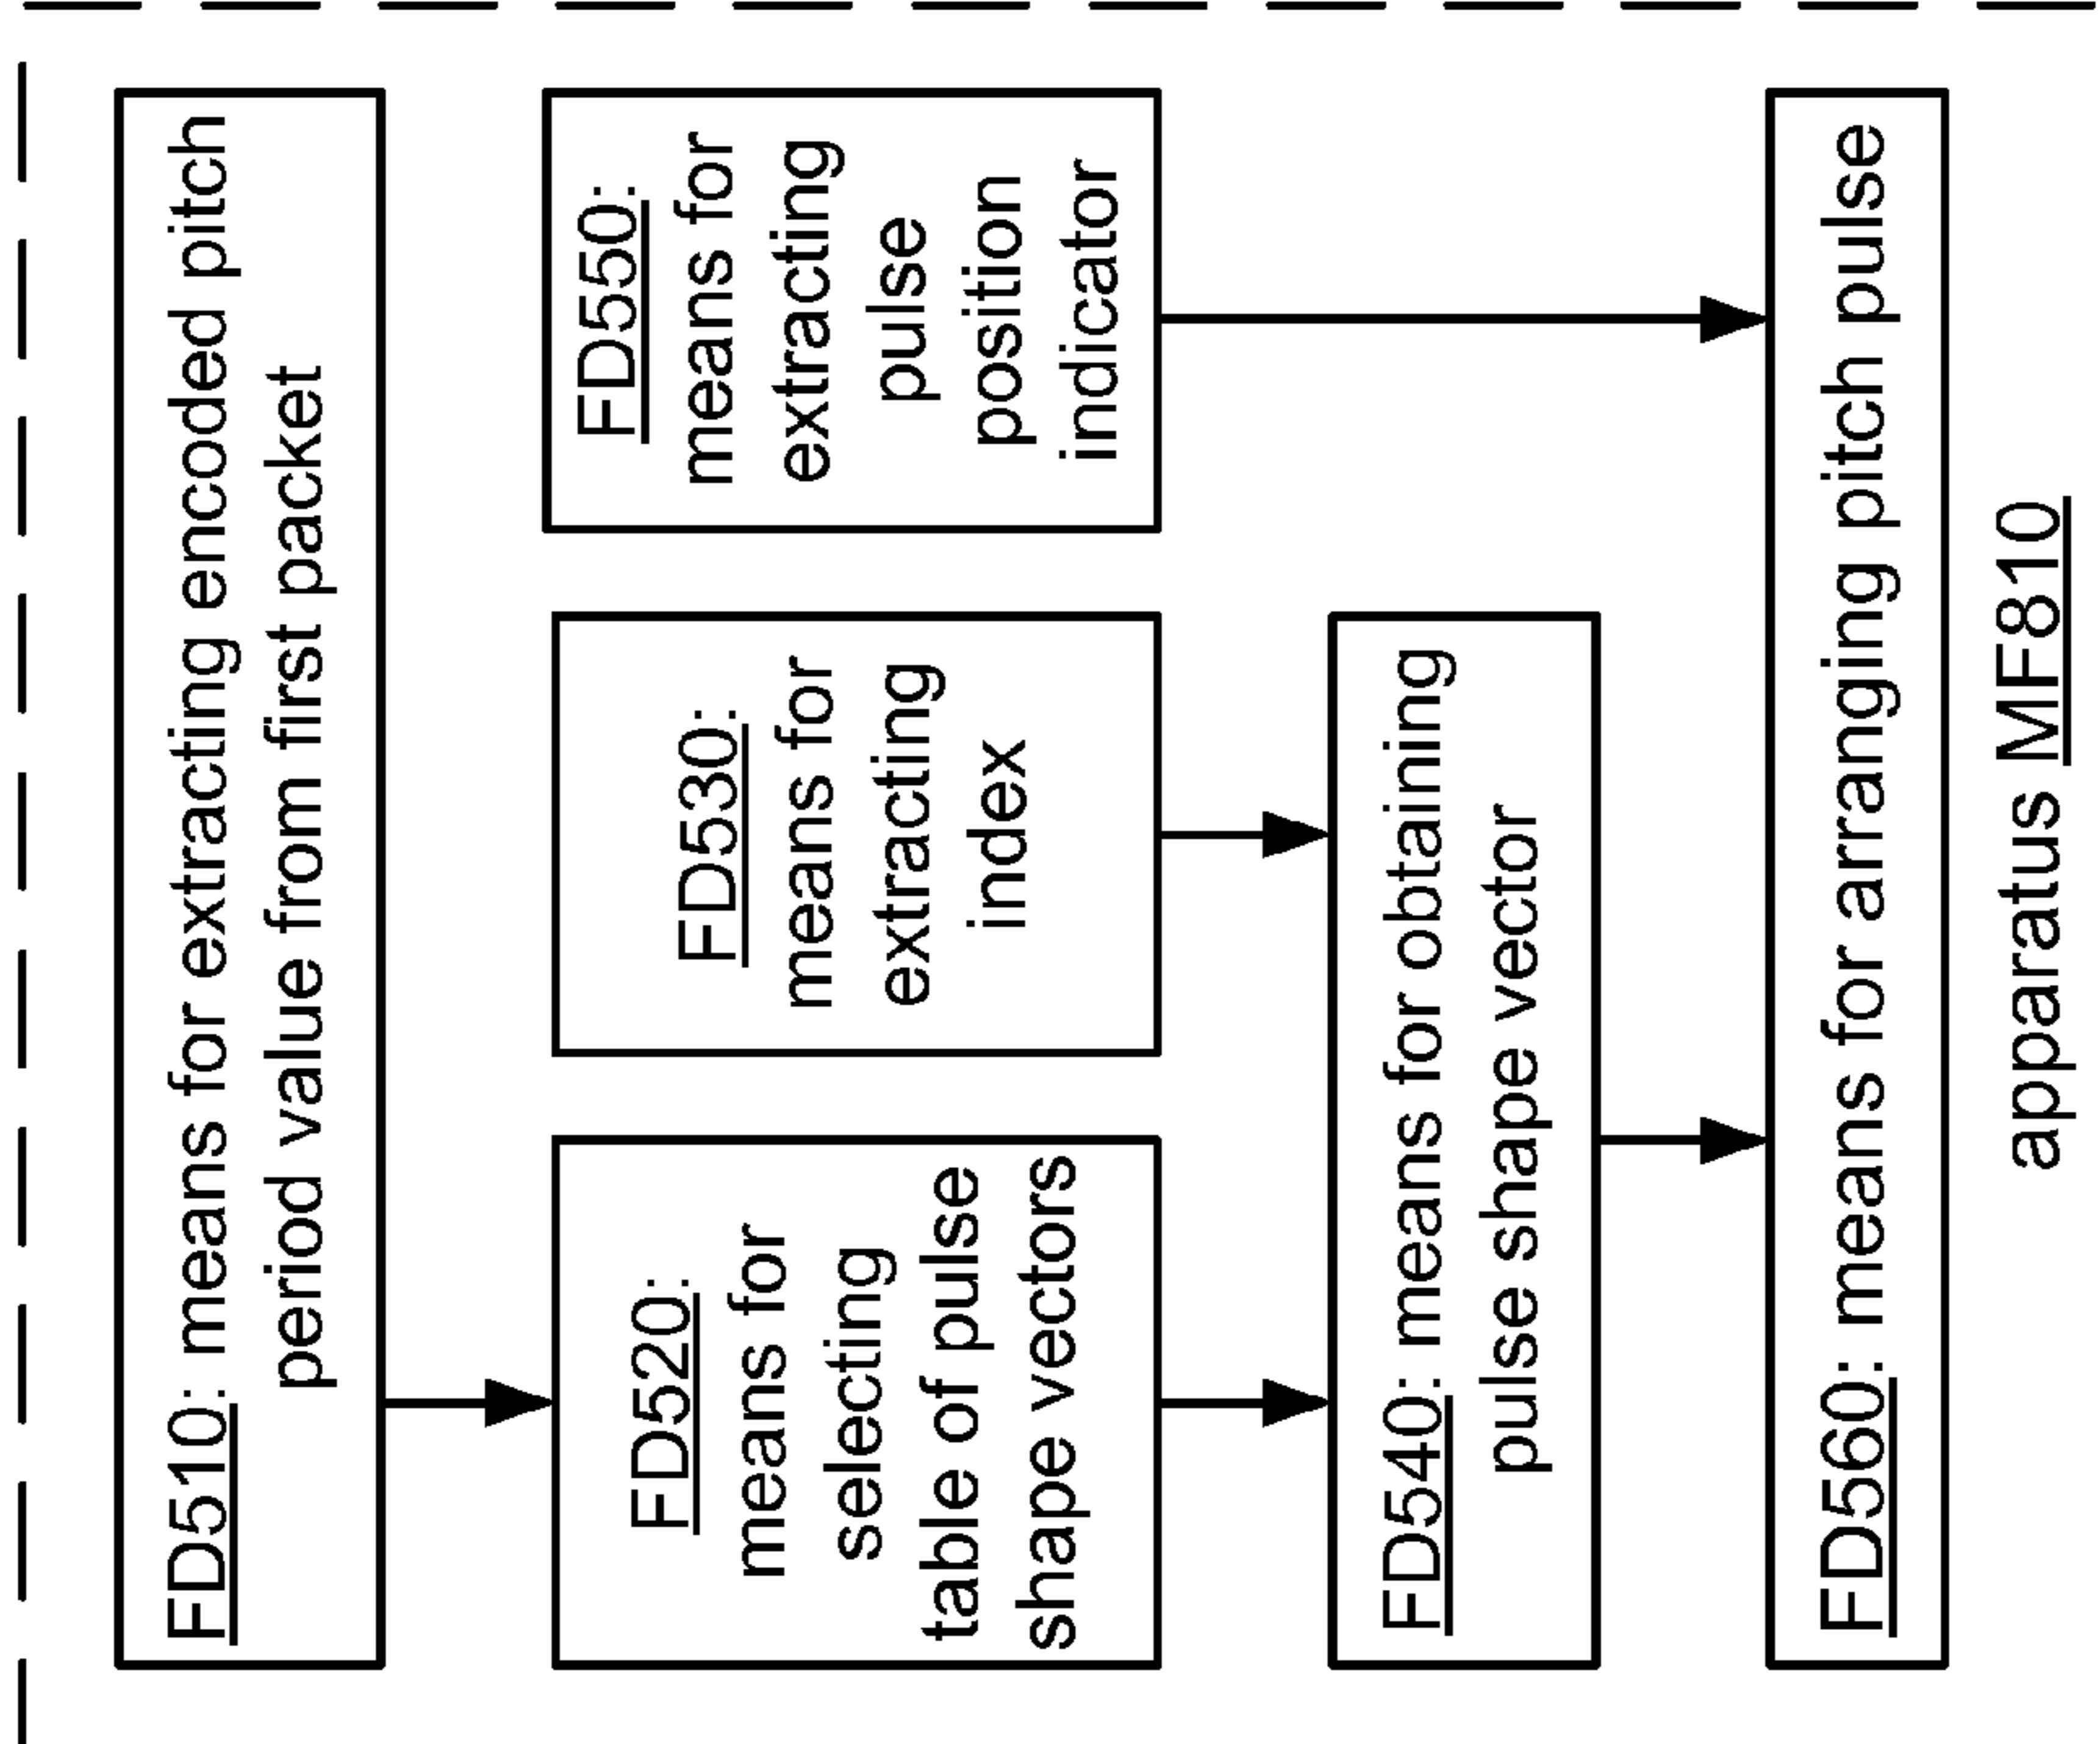 FD510: means for extracting encoded pitch
period value from first packet
FD520:
means for
selecting
table of pulse
shape vectors
FD530:
means for
extracting
index
FD550:
means for
extracting
pulse
position
indicator
FD540: means for obtaining
pulse shape vector
FD560: means for arranging pitch pulse
apparatus MF810